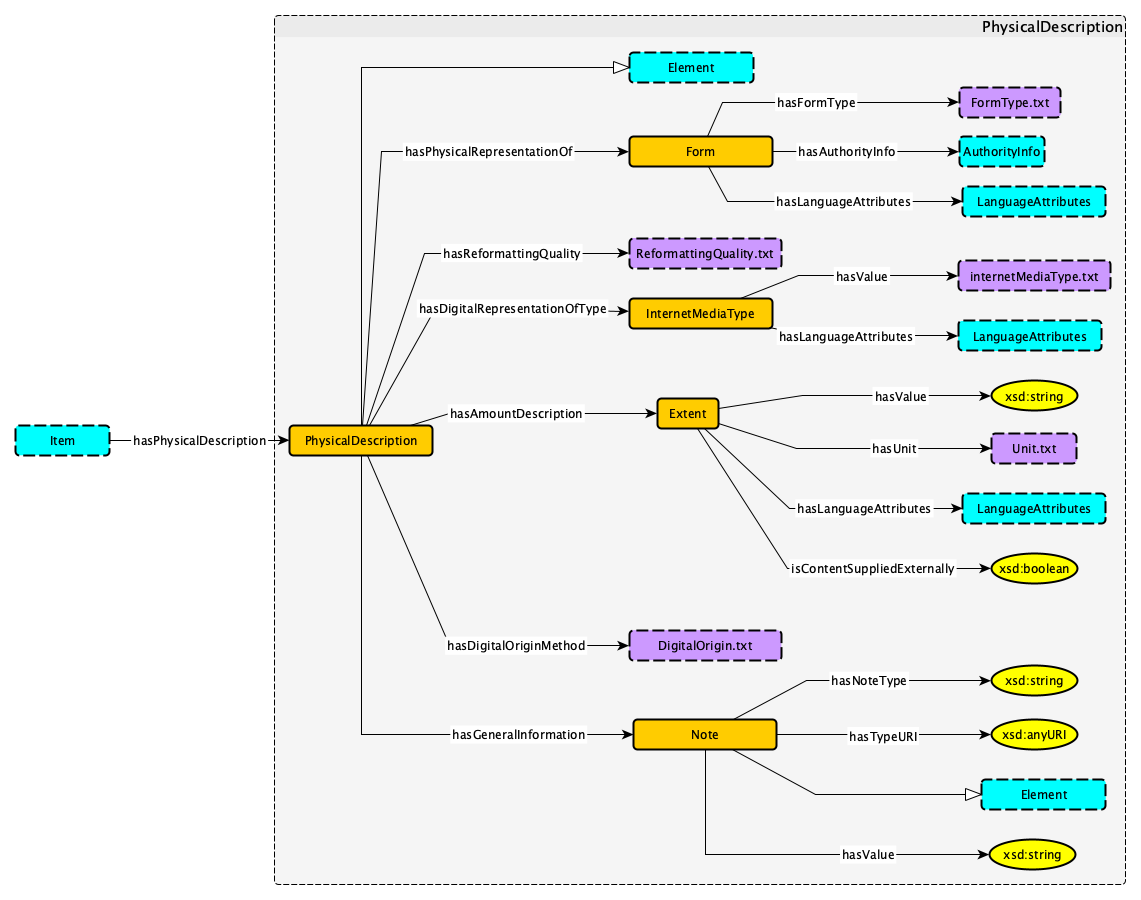 PhysicalDescription
Element
hasFormType
FormType.txt
hasPhysicalRepresentationOf
Form
hasAuthorityInfo
AuthorityInfo
hasLanguageAttributes
LanguageAttributes
hasReformattingQuality
ReformattingQuality.txt
hasValue
internetMediaType.txt
hasDigitalRepresentationOfType
InternetMediaType
hasLanguageAttributes
LanguageAttributes
hasValue
xsd:string
hasAmountDescription
Extent
Item
hasPhysicalDescription
PhysicalDescription
hasUnit
Unit.txt
hasLanguageAttributes
LanguageAttributes
isContentSuppliedExternally
xsd:boolean
hasDigitalOriginMethod
DigitalOrigin.txt
hasNoteType
xsd:string
hasGeneralInformation
Note
hasTypeURI
xsd:anyURI
Element
hasValue
xsd:string